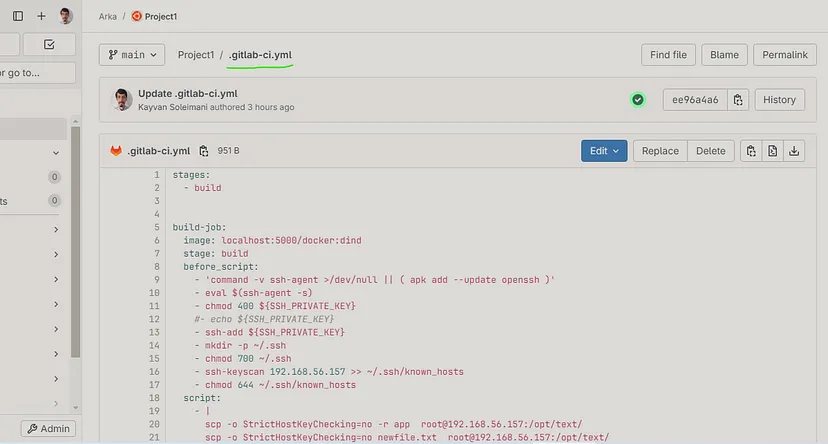 Arka / Project1
or go to...
main Project1 / .gitlab-ci.yml Find file Blame Permalink
Update .gitlab-ci.yml
Kayvan Soleimani authored 3 hours ago
ee96a4a6 History
.gitlab-ci.yml 951 B Edit Replace Delete
1 stages:
2   - build
3
4
5 build-job:
6   image: localhost:5000/docker:dind
7   stage: build
8   before_script:
9     - 'command -v ssh-agent >/dev/null || ( apk add --update openssh )'
10     - eval $(ssh-agent -s)
11     - chmod 400 ${SSH_PRIVATE_KEY}
12     #- echo ${SSH_PRIVATE_KEY}
13     - ssh-add ${SSH_PRIVATE_KEY}
14     - mkdir -p ~/.ssh
15     - chmod 700 ~/.ssh
16     - ssh-keyscan 192.168.56.157 >> ~/.ssh/known_hosts
17     - chmod 644 ~/.ssh/known_hosts
18   script:
19     - |
20       scp -o StrictHostKeyChecking=no -r app  root@192.168.56.157:/opt/text/
21       scp -o StrictHostKeyChecking=no newfile.txt  root@192.168.56.157:/opt/text/
0
ts 0
Admin